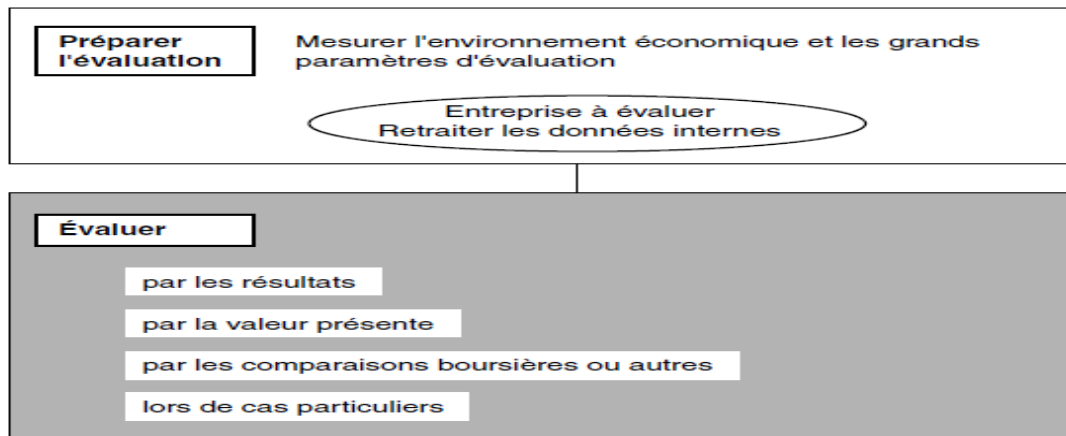 Préparer
l'évaluation
Mesurer l'environnement économique et les grands
paramètres d'évaluation
Entreprise à évaluer
Retraiter les données internes
Évaluer
par les résultats
par la valeur présente
par les comparaisons boursières ou autres
lors de cas particuliers